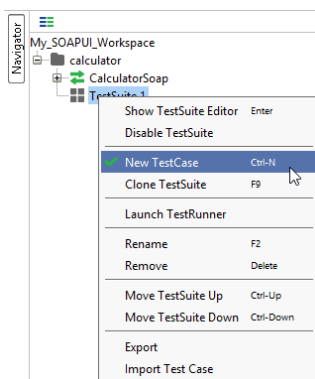 Navigator
My_SOAPUI_Workspace
calculator
CalculatorSoap
TestSuite 1
Show TestSuite Editor Enter
Disable TestSuite
New TestCase Ctrl-N
Clone TestSuite F9
Launch TestRunner
Rename F2
Remove Delete
Move TestSuite Up Ctrl-Up
Move TestSuite Down Ctrl-Down
Export
Import Test Case